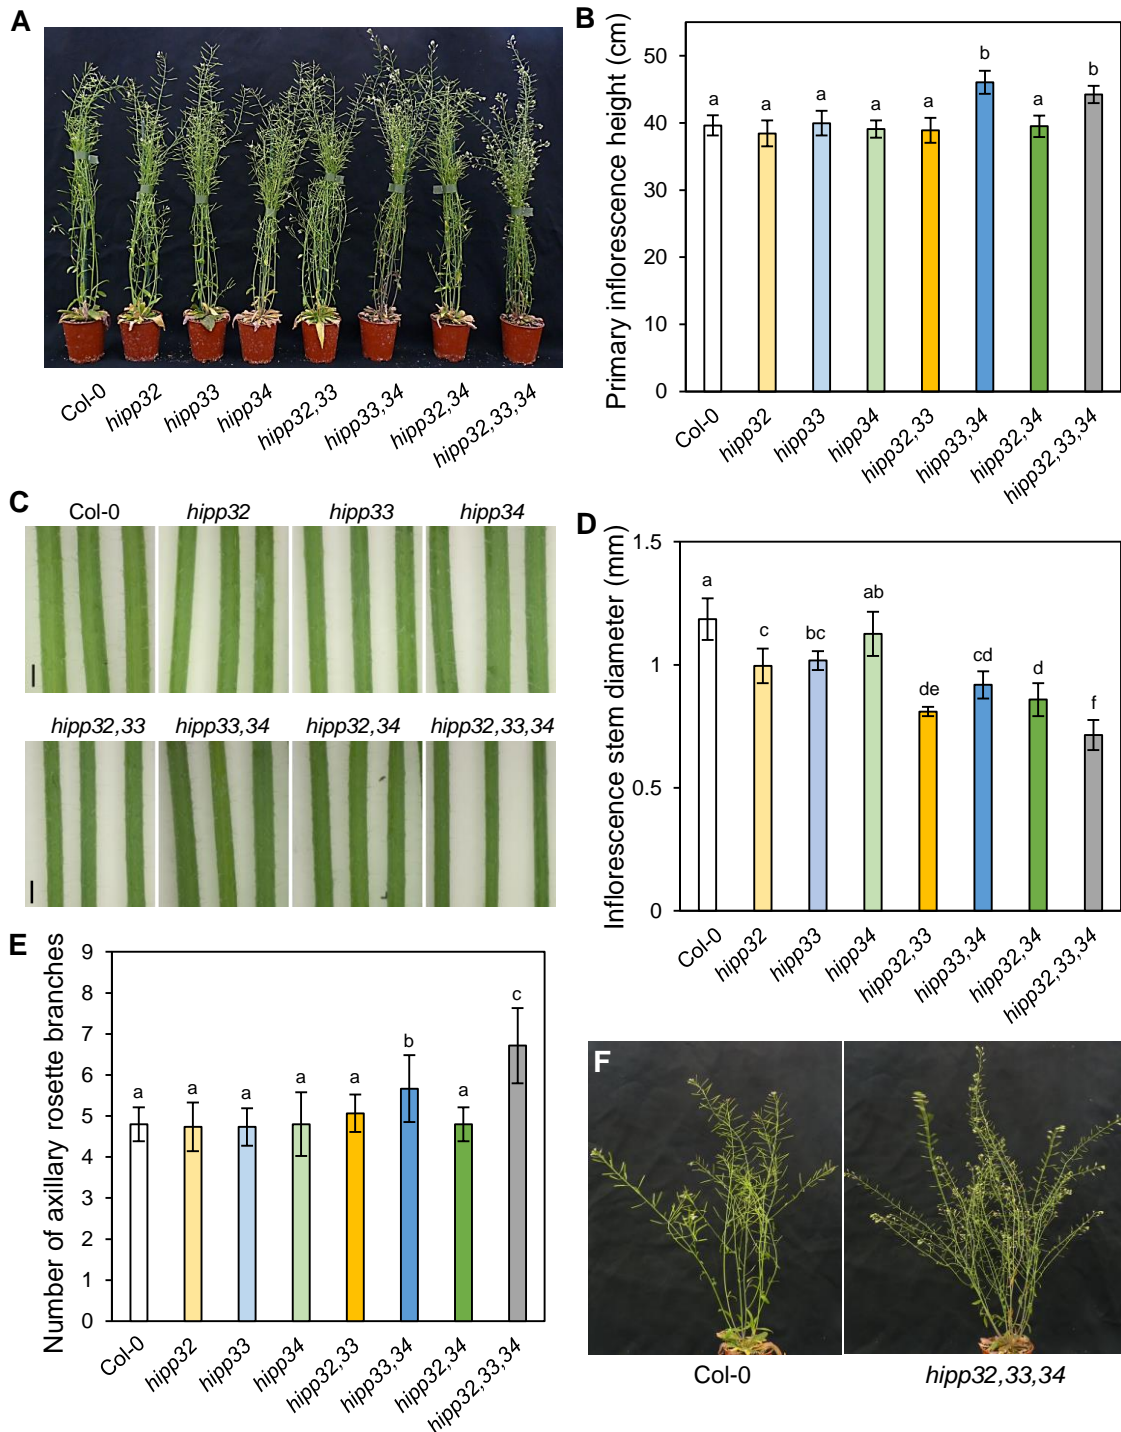 A
Col-0
hipp32
hipp33
hipp34
hipp32,33
hipp33,34
hipp32,34
hipp32,33,34
B
Primary inflorescence height (cm)
50
40
30
20
10
0
a
a
a
a
a
b
a
b
Col-0
hipp32
hipp33
hipp34
hipp32,33
hipp33,34
hipp32,34
hipp32,33,34
C
Col-0 hipp32 hipp33 hipp34
hipp32,33 hipp33,34 hipp32,34 hipp32,33,34
D
Inflorescence stem diameter (mm)
1.5
1
0.5
0
a
c
bc
ab
de
cd
d
f
Col-0
hipp32
hipp33
hipp34
hipp32,33
hipp33,34
hipp32,34
hipp32,33,34
E
Number of axillary rosette branches
9
8
7
6
5
4
3
2
1
0
a
a
a
a
a
b
a
c
Col-0
hipp32
hipp33
hipp34
hipp32,33
hipp33,34
hipp32,34
hipp32,33,34
F
Col-0 hipp32,33,34